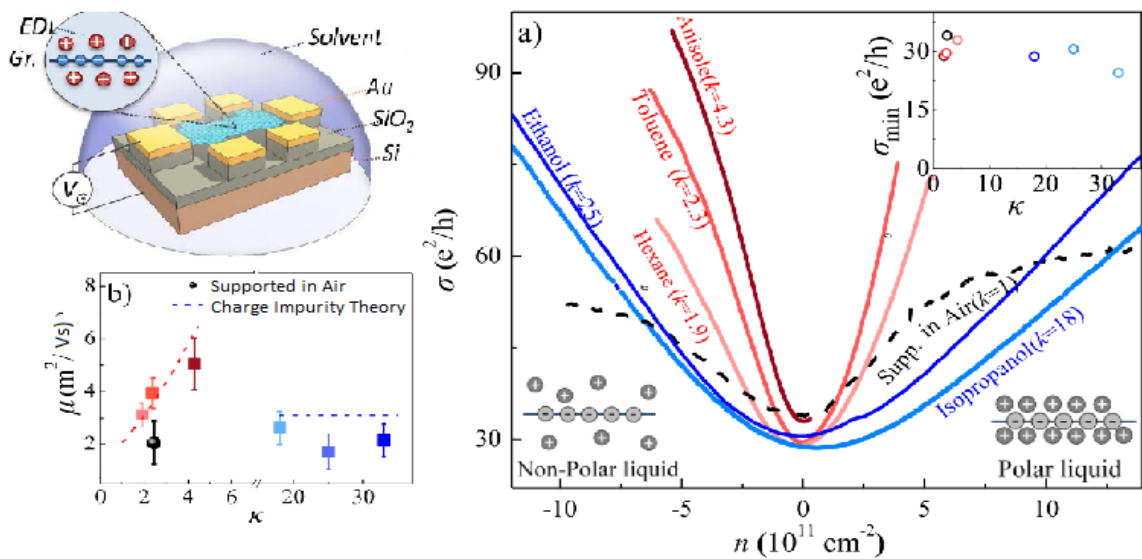 EDL
Gr.
Solvent
Au
SiO2
Si
VG
b)
Supported in Air
Charge Impurity Theory
μ(m²/Vs)
8
6
4
2
0 2 4 6 20 30
κ
a)
σ (e²/h)
90
60
30
Ethanol (k=25)
Toluene (k=2.3)
Anisole(k=4.3)
Hexane (k=1.9)
Supp. in Air(k=1)
Isopropanol(k=18)
σmin (e²/h)
30
15
0
0 10 20 30
κ
Non-Polar liquid
Polar liquid
-10 -5 0 5 10
n (10¹¹ cm⁻²)